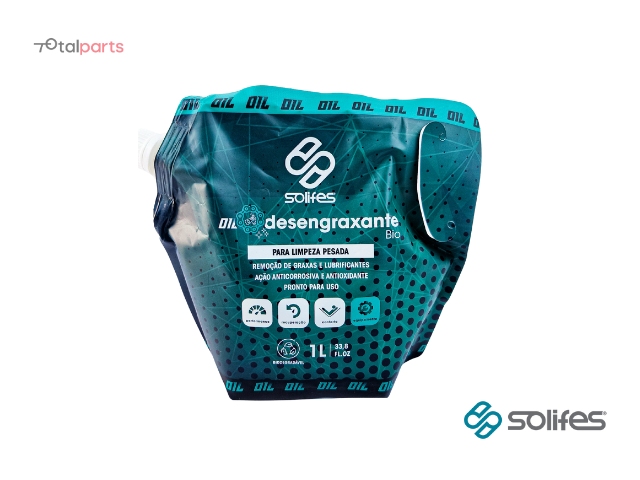 TOtalparts
OIL OIL OIL OIL OIL OIL OIL
solifes
OIL desengraxante
Bio
PARA LIMPEZA PESADA
REMOÇÃO DE GRAXAS E LUBRIFICANTES
AÇÃO ANTICORROSIVA E ANTIOXIDANTE
PRONTO PARA USO
recuperação
cuidado
BIODEGRADÁVEL
1L 33,8
FL.OZ
OIL OIL OIL OIL OIL OIL OIL
SOLIFES